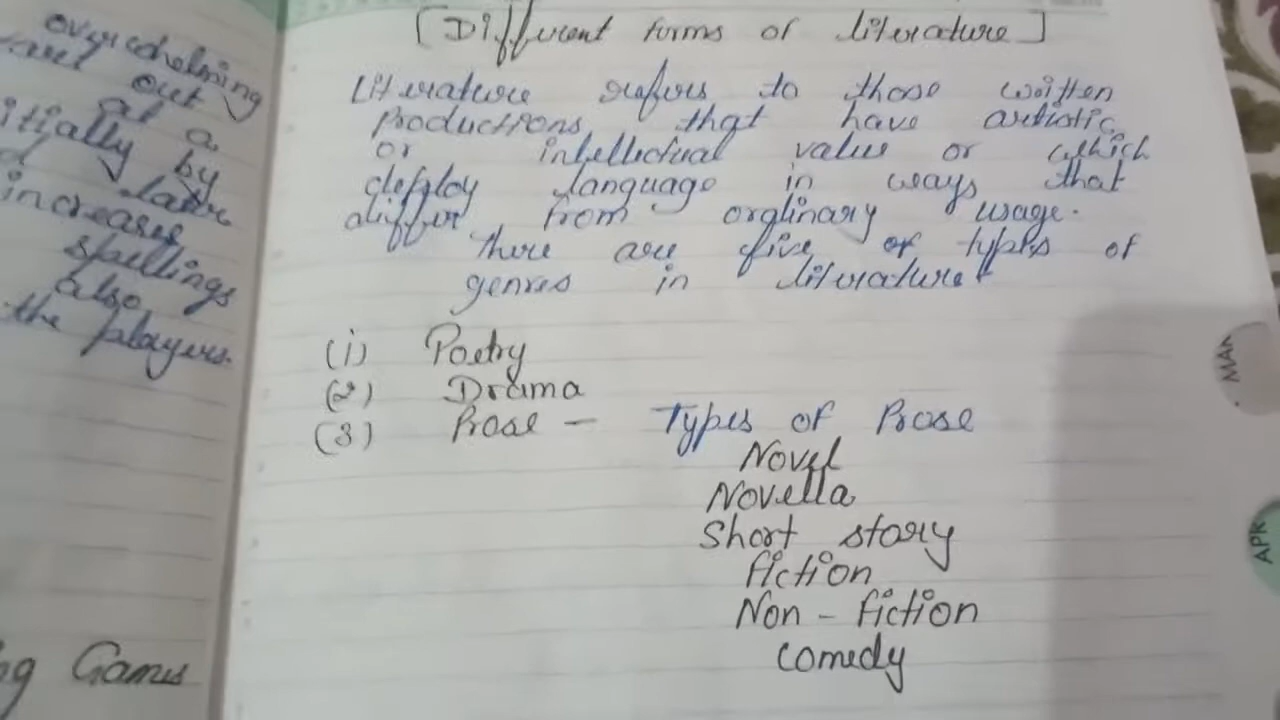 overwhelming
out
at a
itially by
later
increases
spellings
also
the players.
Games
[Different forms of literature]
Literature refers to those written
productions that have artistic
or intellectual value or which
deploy language in ways that
differ from ordinary usage.
There are five of types of
genres in literature
(1) Poetry
(2) Drama
(3) Prose - Types of Prose
Novel
Novella
Short story
Fiction
Non-fiction
Comedy
MAR
APR